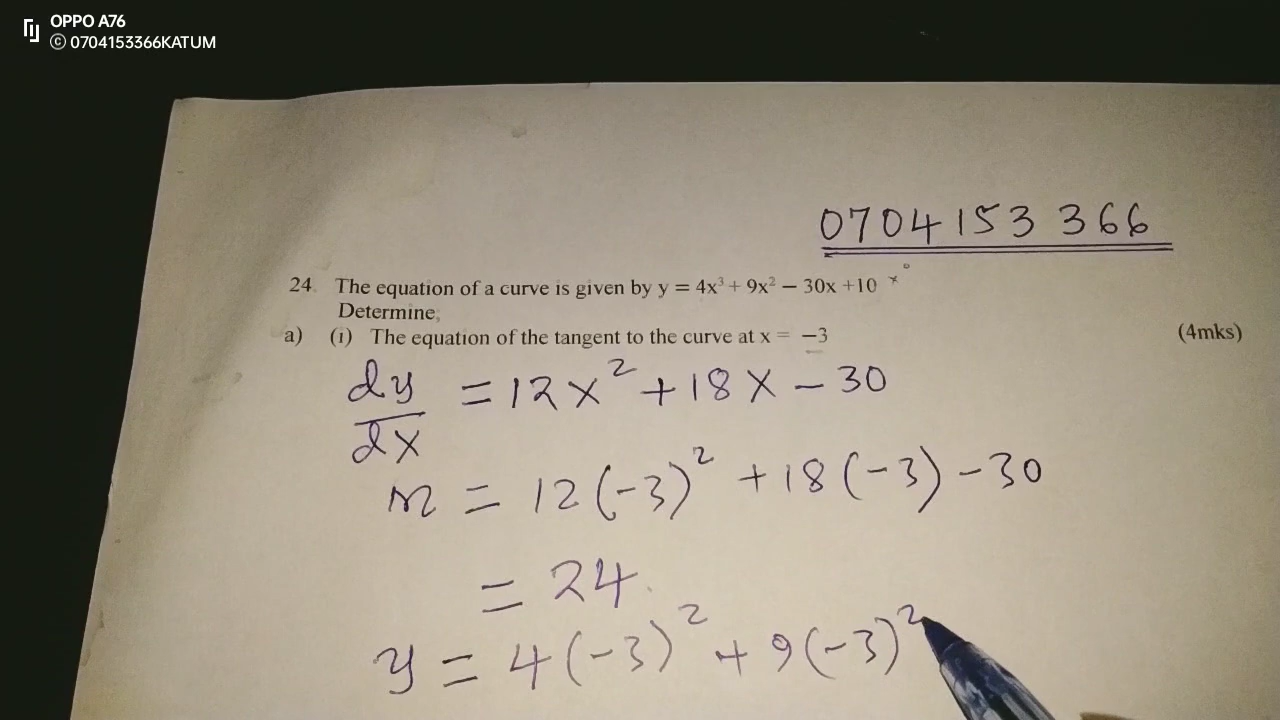 OPPO A76
© 0704153366KATUM
0704153 366
24. The equation of a curve is given by y = 4x³ + 9x² – 30x +10
Determine;
a) (i) The equation of the tangent to the curve at x = –3 (4mks)
dy/dx = 12x² + 18x – 30
m = 12(-3)² + 18(-3) – 30
= 24.
y = 4(-3)² + 9(-3)²